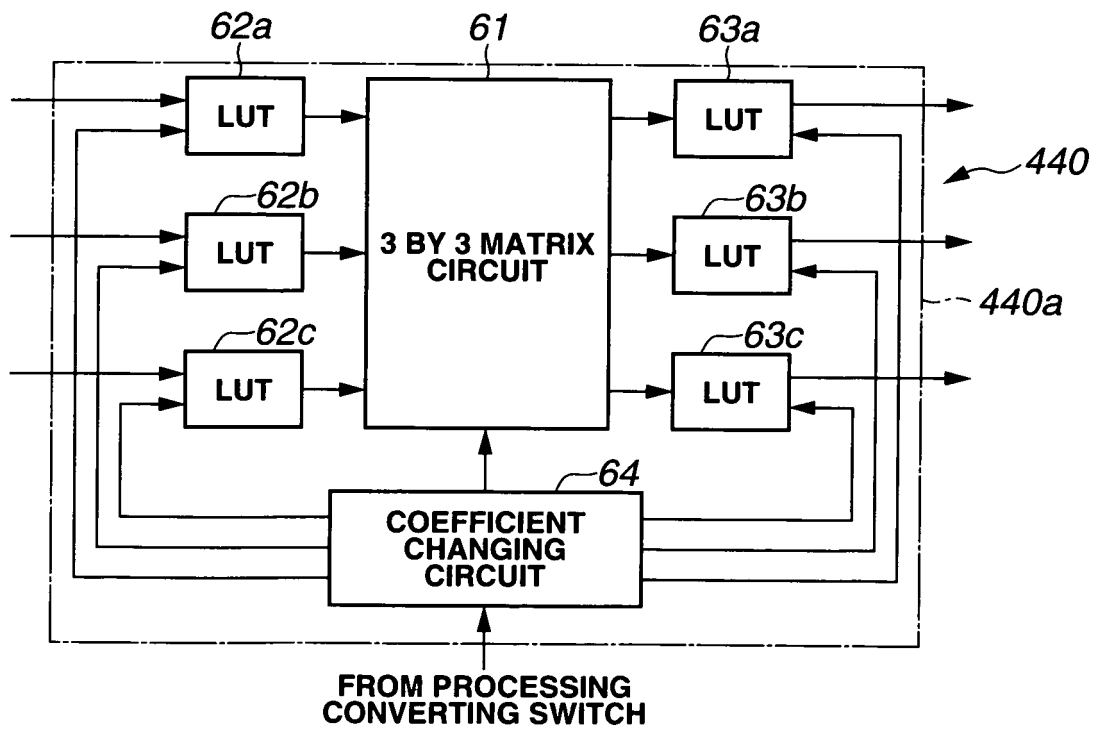 62a
61
63a
LUT
LUT
440
62b
63b
LUT
3 BY 3 MATRIX
CIRCUIT
LUT
440a
62c
63c
LUT
LUT
64
COEFFICIENT
CHANGING
CIRCUIT
FROM PROCESSING
CONVERTING SWITCH